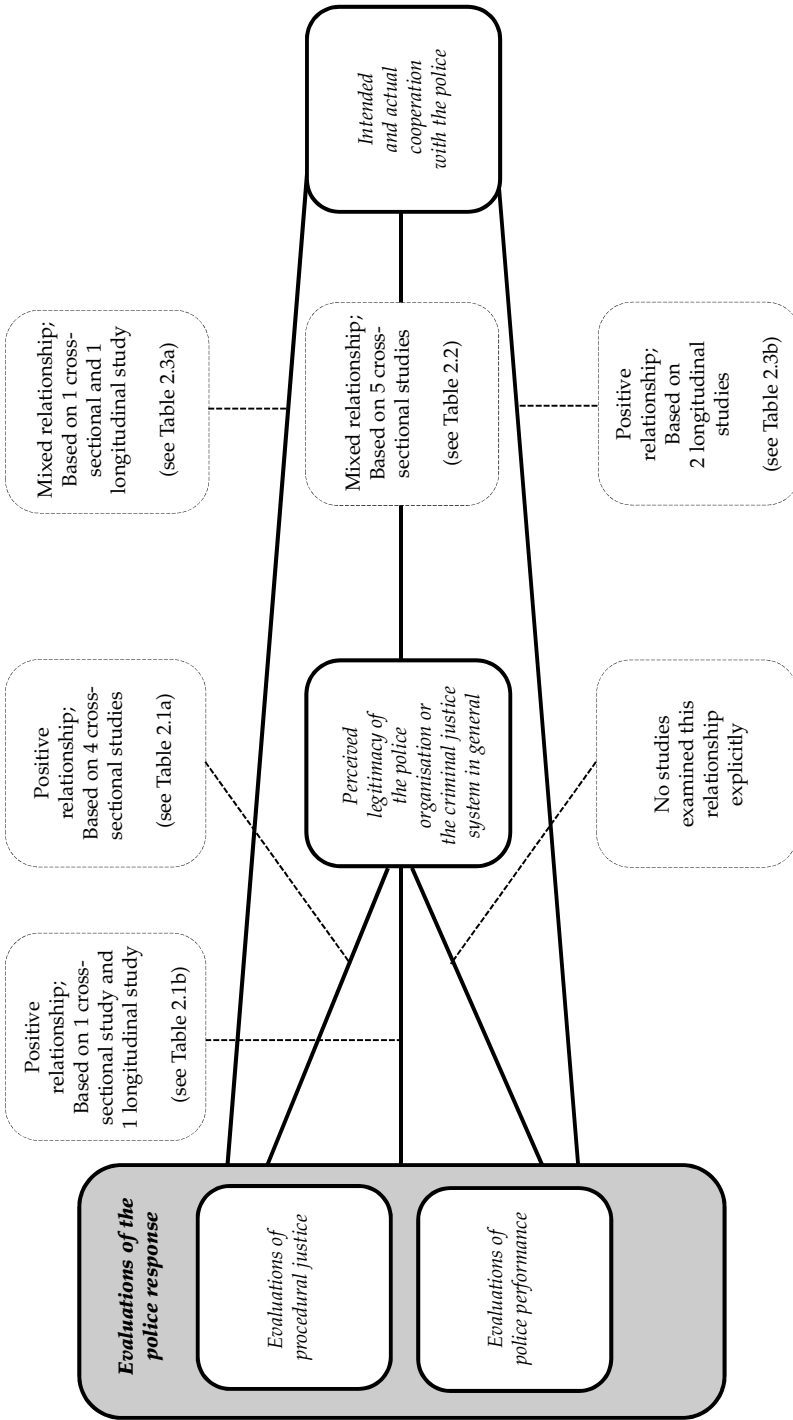 Evaluations of the
police response
Evaluations of
procedural justice
Evaluations of
police performance
Positive
relationship;
Based on 1 cross-
sectional study and
1 longitudinal study
(see Table 2.1b)
Positive
relationship;
Based on 4 cross-
sectional studies
(see Table 2.1a)
Perceived
legitimacy of
the police
organisation or
the criminal justice
system in general
No studies
examined this
relationship
explicitly
Mixed relationship;
Based on 1 cross-
sectional and 1
longitudinal study
(see Table 2.3a)
Mixed relationship;
Based on 5 cross-
sectional studies
(see Table 2.2)
Positive
relationship;
Based on
2 longitudinal
studies
(see Table 2.3b)
Intended
and actual
cooperation
with the police